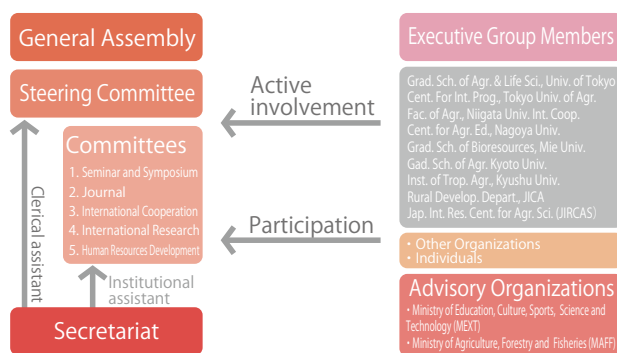 General Assembly
Steering Committee
Committees
1. Seminar and Symposium
2. Journal
3. International Cooperation
4. International Research
5. Human Resources Development
Clerical assistant
Institutional
assistant
Secretariat
Active
involvement
Participation
Executive Group Members
Grad. Sch. of Agr. & Life Sci., Univ. of Tokyo
Cent. For Int. Prog., Tokyo Univ. of Agr.
Fac. of Agr., Niigata Univ. Int. Coop.
Cent. for Agr. Ed., Nagoya Univ.
Grad. Sch. of Bioresources, Mie Univ.
Gad. Sch. of Agr. Kyoto Univ.
Inst. of Trop. Agr., Kyushu Univ.
Rural Develop. Depart., JICA
Jap. Int. Res. Cent. for Agr. Sci. (JIRCAS)
・Other Organizations
・Individuals
Advisory Organizations
・Ministry of Education, Culture, Sports, Science and
Technology (MEXT)
・Ministry of Agriculture, Forestry and Fisheries (MAFF)